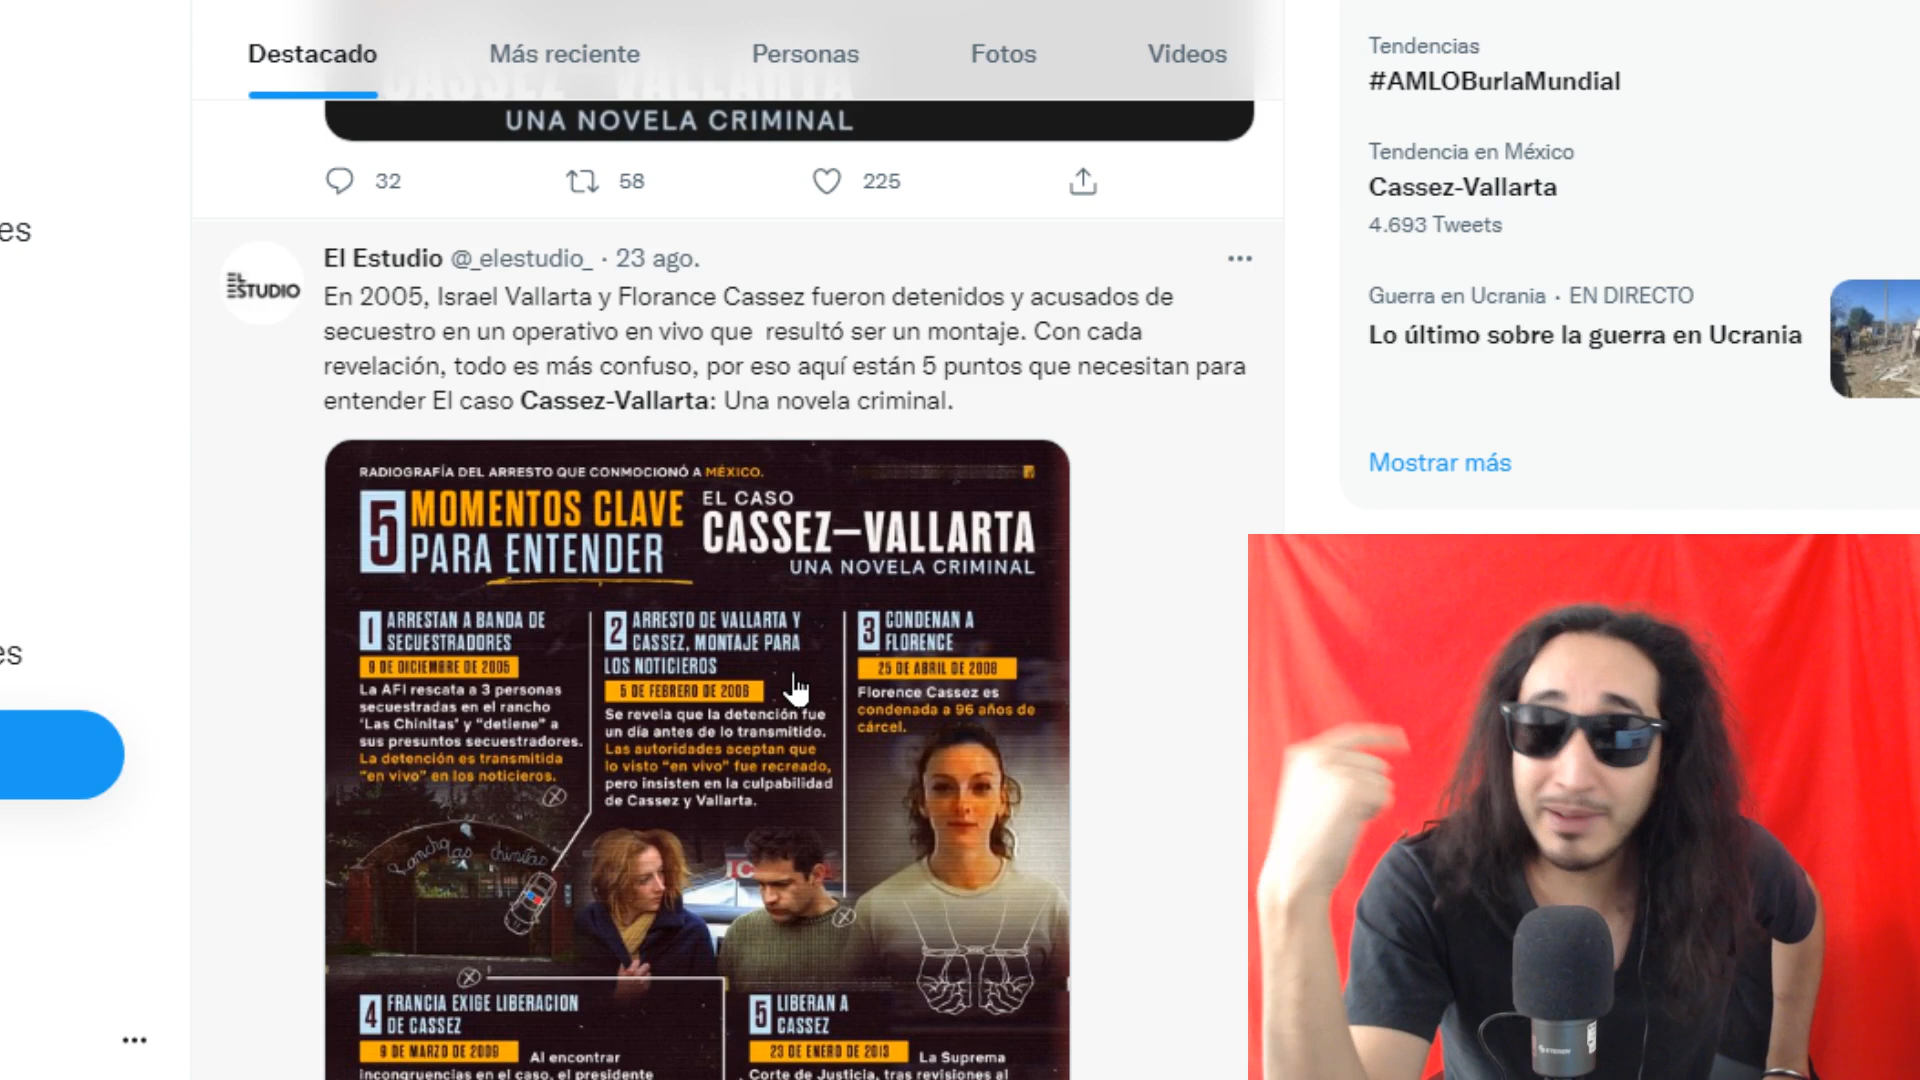 Destacado
Más reciente
Personas
Fotos
Videos
CASSEZ VALLARTA
UNA NOVELA CRIMINAL
32
58
225
El Estudio @_elestudio_ · 23 ago.
En 2005, Israel Vallarta y Florance Cassez fueron detenidos y acusados de
secuestro en un operativo en vivo que resultó ser un montaje. Con cada
revelación, todo es más confuso, por eso aquí están 5 puntos que necesitan para
entender El caso Cassez-Vallarta: Una novela criminal.
EL ESTUDIO
RADIOGRAFÍA DEL ARRESTO QUE CONMOCIONÓ A MÉXICO.
5 MOMENTOS CLAVE
PARA ENTENDER
EL CASO
CASSEZ–VALLARTA
UNA NOVELA CRIMINAL
1 ARRESTAN A BANDA DE
SECUESTRADORES
9 DE DICIEMBRE DE 2005
La AFI rescata a 3 personas
secuestradas en el rancho
'Las Chinitas' y "detiene" a
sus presuntos secuestradores.
La detención es transmitida
"en vivo" en los noticieros.
2 ARRESTO DE VALLARTA Y
CASSEZ, MONTAJE PARA
LOS NOTICIEROS
5 DE FEBRERO DE 2006
Se revela que la detención fue
un día antes de lo transmitido.
Las autoridades aceptan que
lo visto "en vivo" fue recreado,
pero insisten en la culpabilidad
de Cassez y Vallarta.
3 CONDENAN A
FLORENCE
25 DE ABRIL DE 2008
Florence Cassez es
condenada a 96 años de
cárcel.
Rancho las chinitas
4 FRANCIA EXIGE LIBERACION
DE CASSEZ
9 DE MARZO DE 2009
Al encontrar
incongruencias en el caso, el presidente
5 LIBERAN A
CASSEZ
23 DE ENERO DE 2013
La Suprema
Corte de Justicia, tras revisiones al
Tendencias
#AMLOBurlaMundial
Tendencia en México
Cassez-Vallarta
4.693 Tweets
Guerra en Ucrania · EN DIRECTO
Lo último sobre la guerra en Ucrania
Mostrar más
es
es